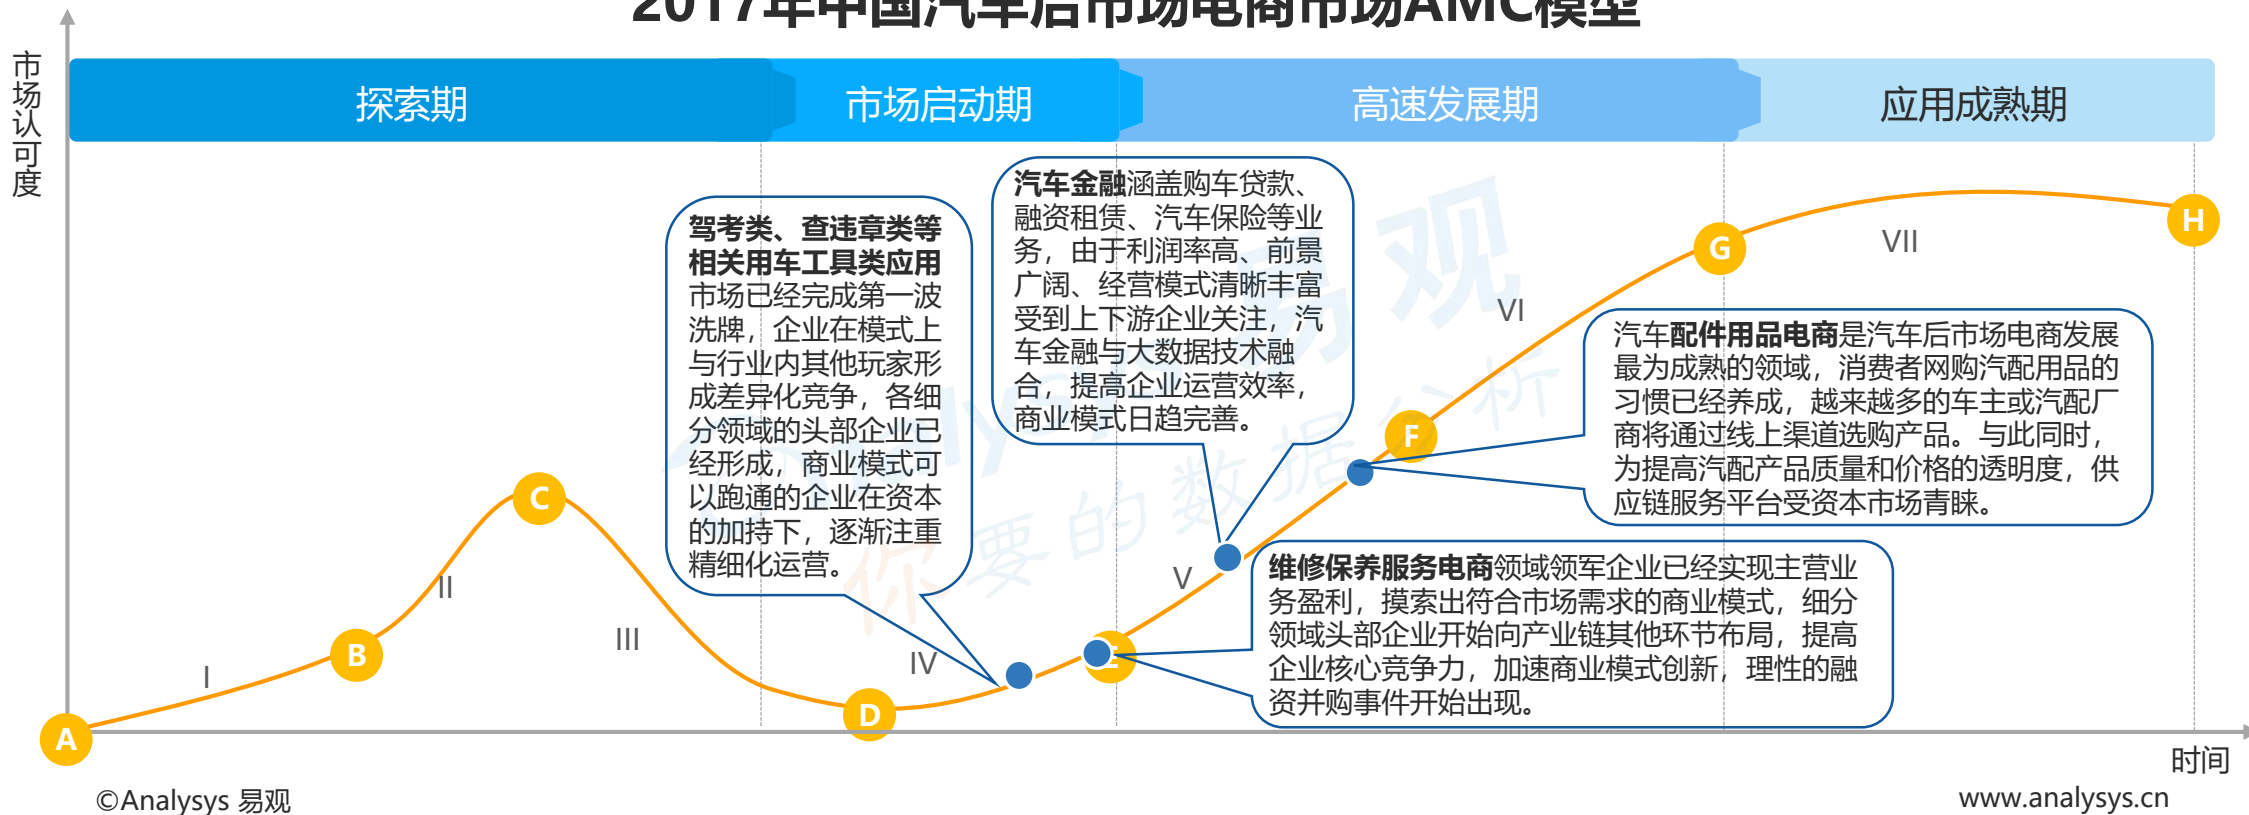 2017年中国汽车后市场电商市场AMC模型
市场认可度
探索期
市场启动期
高速发展期
应用成熟期
驾考类、查违章类等
相关用车工具类应用
市场已经完成第一波
洗牌，企业在模式上
与行业内其他玩家形
成差异化竞争，各细
分领域的头部企业已
经形成，商业模式可
以跑通的企业在资本
的加持下，逐渐注重
精细化运营。
汽车金融涵盖购车贷款、
融资租赁、汽车保险等业
务，由于利润率高、前景
广阔、经营模式清晰丰富
受到上下游企业关注，汽
车金融与大数据技术融
合，提高企业运营效率，
商业模式日趋完善。
汽车配件用品电商是汽车后市场电商发展
最为成熟的领域，消费者网购汽配用品的
习惯已经养成，越来越多的车主或汽配厂
商将通过线上渠道选购产品。与此同时，
为提高汽配产品质量和价格的透明度，供
应链服务平台受资本市场青睐。
维修保养服务电商领域领军企业已经实现主营业
务盈利，摸索出符合市场需求的商业模式，细分
领域头部企业开始向产业链其他环节布局，提高
企业核心竞争力，加速商业模式创新，理性的融
资并购事件开始出现。
A
I
B
II
C
III
D
IV
E
V
F
VI
G
VII
H
Analysys 易观
你要的数据分析
时间
©Analysys 易观
www.analysys.cn